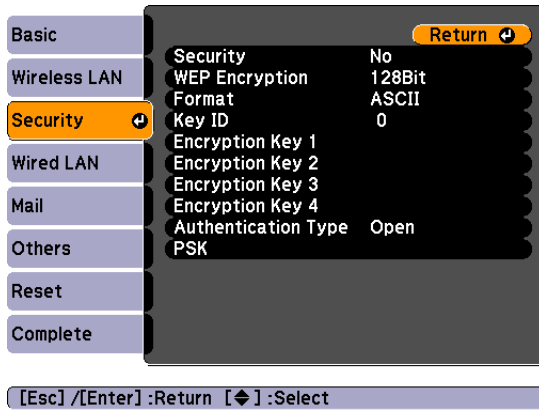 Basic
Wireless LAN
Security
Wired LAN
Mail
Others
Reset
Complete
Return
Security No
WEP Encryption 128Bit
Format ASCII
Key ID 0
Encryption Key 1
Encryption Key 2
Encryption Key 3
Encryption Key 4
Authentication Type Open
PSK
[Esc] /[Enter] :Return [◆] :Select